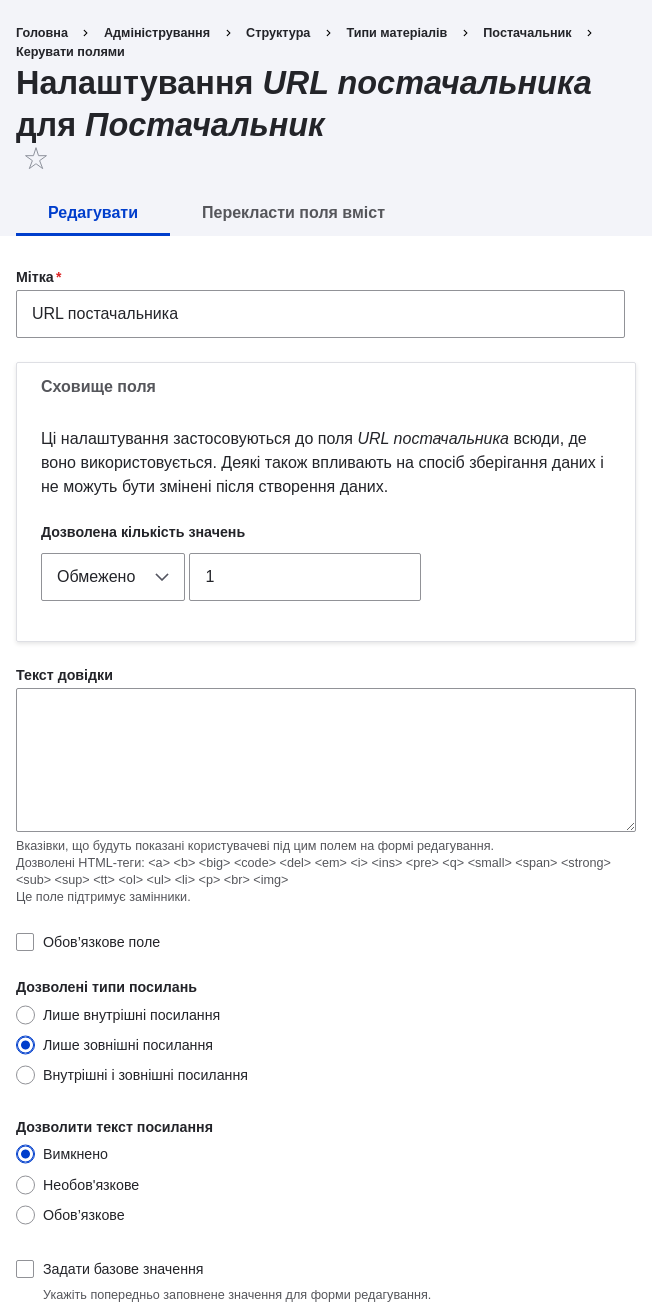 Головна > Адміністрування > Структура > Типи матеріалів > Постачальник >
Керувати полями
Налаштування URL постачальника
для Постачальник
Редагувати Перекласти поля вміст
Мітка*
URL постачальника
Сховище поля
Ці налаштування застосовуються до поля URL постачальника всюди, де
воно використовується. Деякі також впливають на спосіб зберігання даних і
не можуть бути змінені після створення даних.
Дозволена кількість значень
Обмежено 1
Текст довідки
Вказівки, що будуть показані користувачеві під цим полем на формі редагування.
Дозволені HTML-теги: <a> <b> <big> <code> <del> <em> <i> <ins> <pre> <q> <small> <span> <strong>
<sub> <sup> <tt> <ol> <ul> <li> <p> <br> <img>
Це поле підтримує замінники.
Обов’язкове поле
Дозволені типи посилань
Лише внутрішні посилання
Лише зовнішні посилання
Внутрішні і зовнішні посилання
Дозволити текст посилання
Вимкнено
Необов'язкове
Обов’язкове
Задати базове значення
Укажіть попередньо заповнене значення для форми редагування.